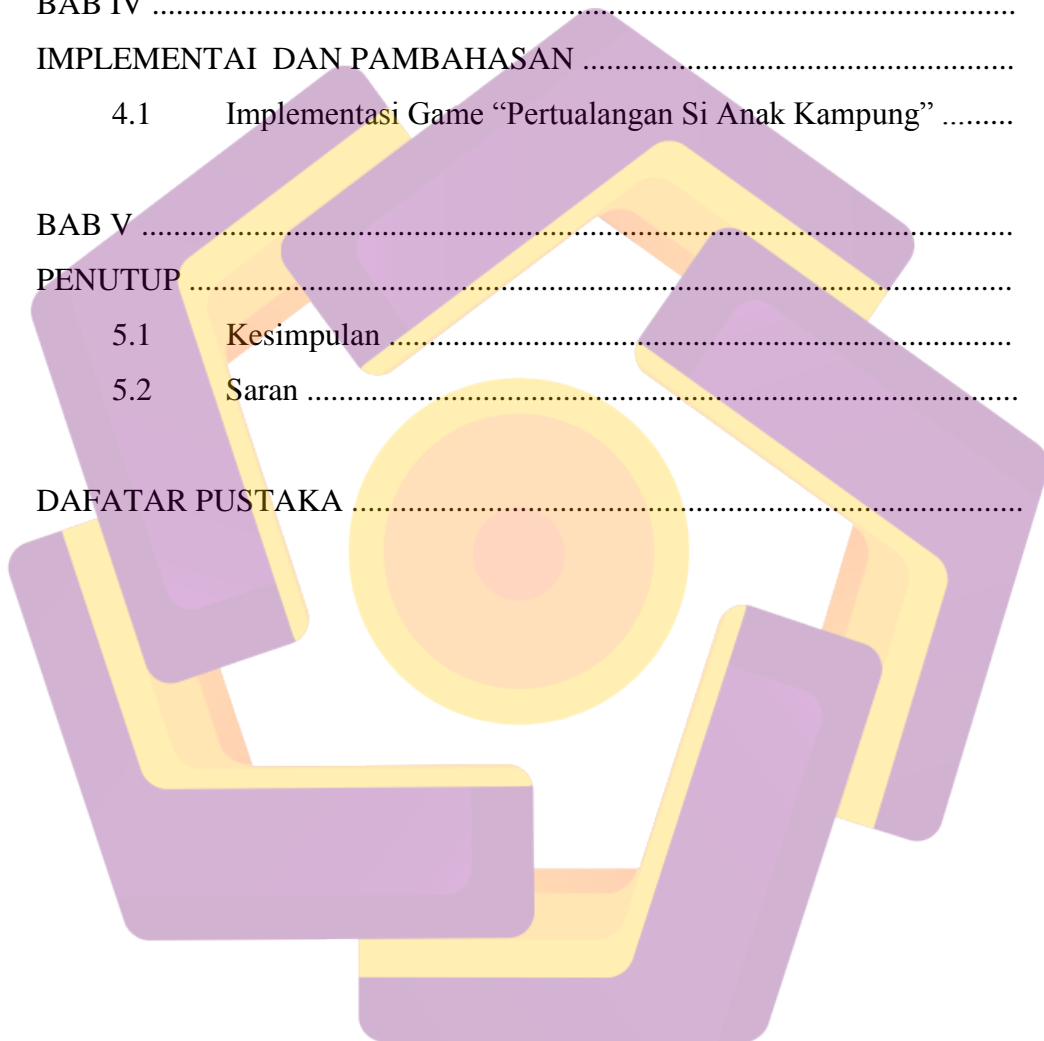 BAB IV ............................................................................................................
IMPLEMENTAI DAN PAMBAHASAN ......................................................
4.1 Implementasi Game “Pertualangan Si Anak Kampung” .........
BAB V .............................................................................................................
PENUTUP .......................................................................................................
5.1 Kesimpulan ..............................................................................
5.2 Saran .........................................................................................
DAFATAR PUSTAKA ....................................................................................